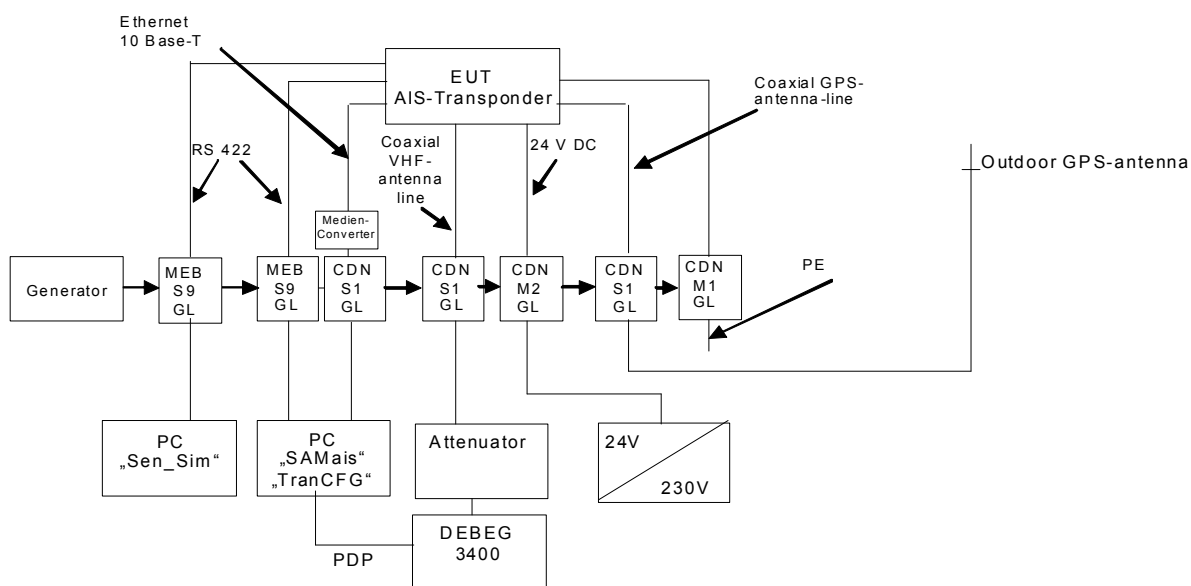 Ethernet
10 Base-T
EUT
AIS-Transponder
Coaxial GPS-
antenna-line
RS 422
Coaxial
VHF-
antenna
line
24 V DC
Outdoor GPS-antenna
Medien-
Converter
Generator
MEB
S9
GL
MEB
S9
GL
CDN
S1
GL
CDN
S1
GL
CDN
M2
GL
CDN
S1
GL
CDN
M1
GL
PE
PC
„Sen_Sim“
PC
„SAMais“
„TranCFG“
Attenuator
24V
230V
PDP
DEBEG
3400